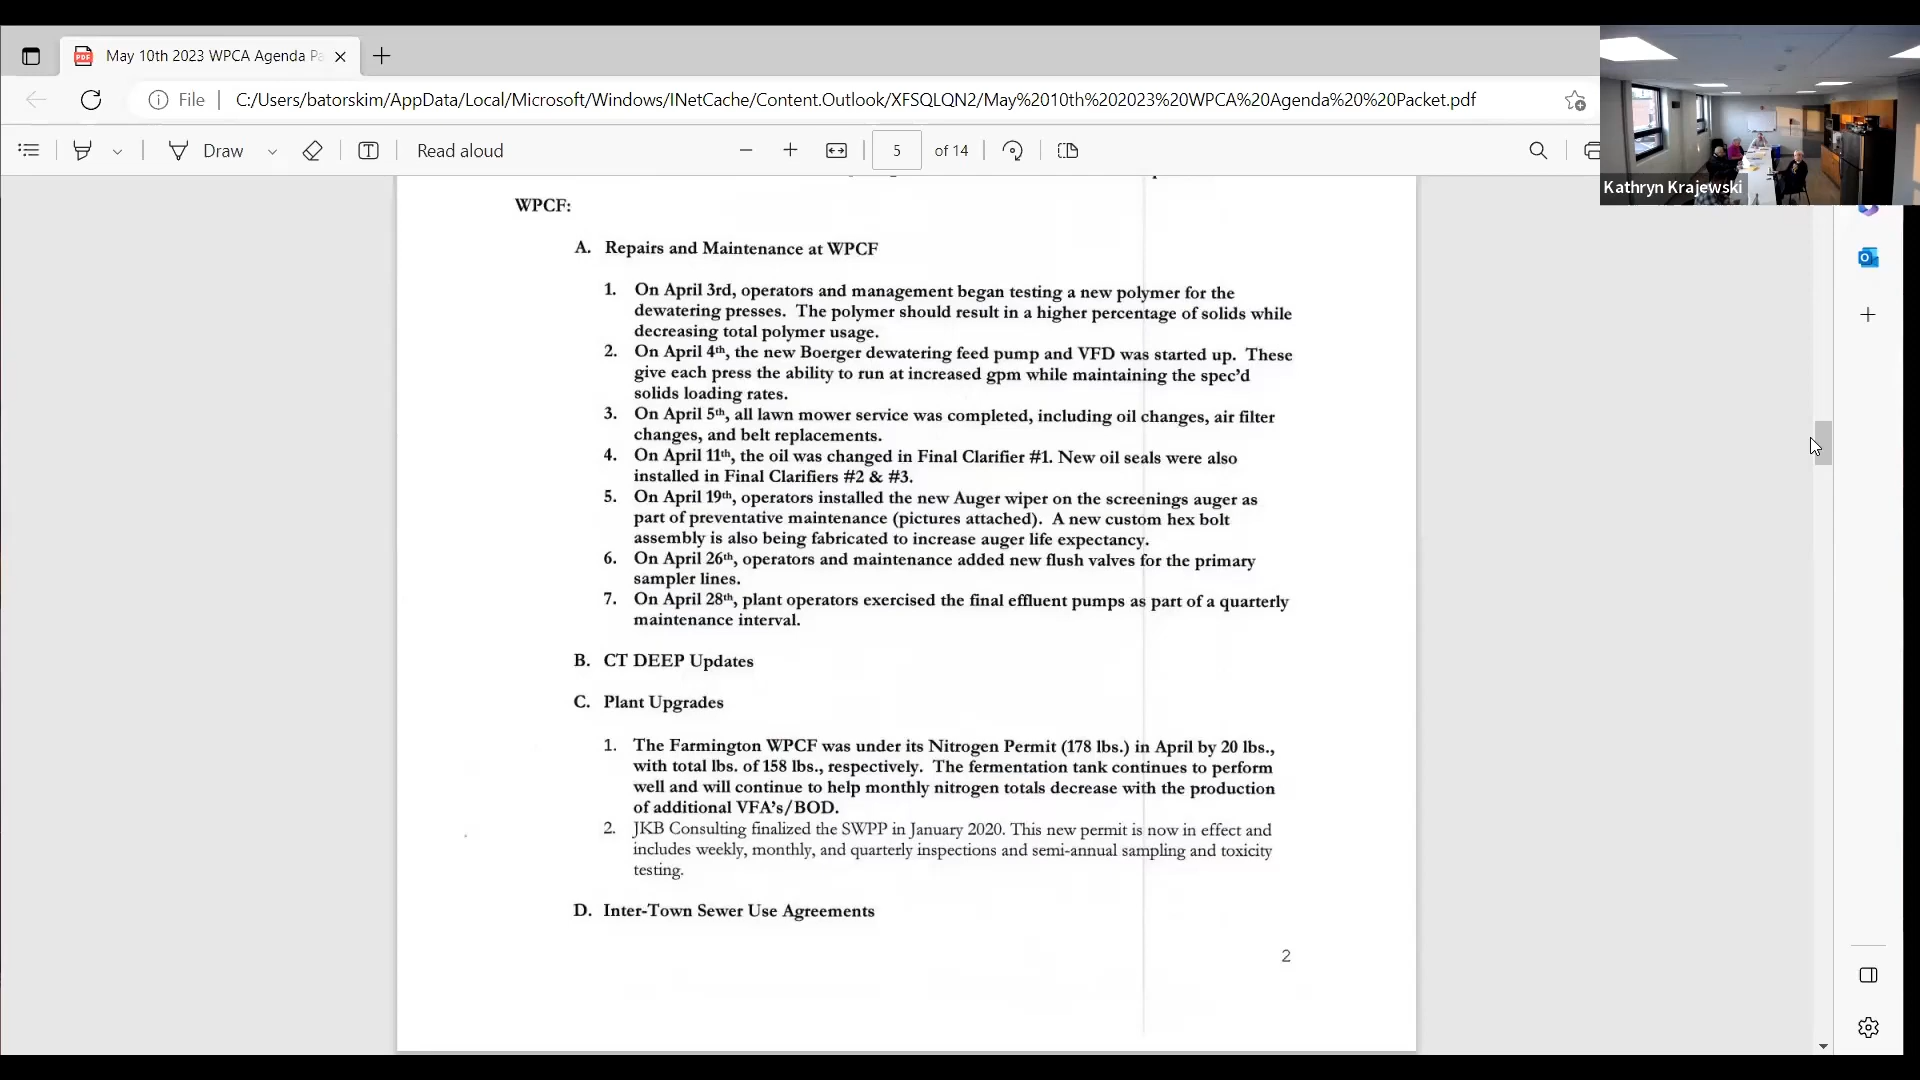 May 10th 2023 WPCA Agenda Pa
File
C:/Users/batorskim/AppData/Local/Microsoft/Windows/INetCache/Content.Outlook/XFSQLQN2/May%2010th%202023%20WPCA%20Agenda%20%20Packet.pdf
Draw
Read aloud
5
of 14
Kathryn Krajewski
WPCF:
A. Repairs and Maintenance at WPCF
1. On April 3rd, operators and management began testing a new polymer for the
dewatering presses. The polymer should result in a higher percentage of solids while
decreasing total polymer usage.
2. On April 4th, the new Boerger dewatering feed pump and VFD was started up. These
give each press the ability to run at increased gpm while maintaining the spec’d
solids loading rates.
3. On April 5th, all lawn mower service was completed, including oil changes, air filter
changes, and belt replacements.
4. On April 11th, the oil was changed in Final Clarifier #1. New oil seals were also
installed in Final Clarifiers #2 & #3.
5. On April 19th, operators installed the new Auger wiper on the screenings auger as
part of preventative maintenance (pictures attached). A new custom hex bolt
assembly is also being fabricated to increase auger life expectancy.
6. On April 26th, operators and maintenance added new flush valves for the primary
sampler lines.
7. On April 28th, plant operators exercised the final effluent pumps as part of a quarterly
maintenance interval.
B. CT DEEP Updates
C. Plant Upgrades
1. The Farmington WPCF was under its Nitrogen Permit (178 lbs.) in April by 20 lbs.,
with total lbs. of 158 lbs., respectively. The fermentation tank continues to perform
well and will continue to help monthly nitrogen totals decrease with the production
of additional VFA’s/BOD.
2. JKB Consulting finalized the SWPP in January 2020. This new permit is now in effect and
includes weekly, monthly, and quarterly inspections and semi-annual sampling and toxicity
testing.
D. Inter-Town Sewer Use Agreements
2